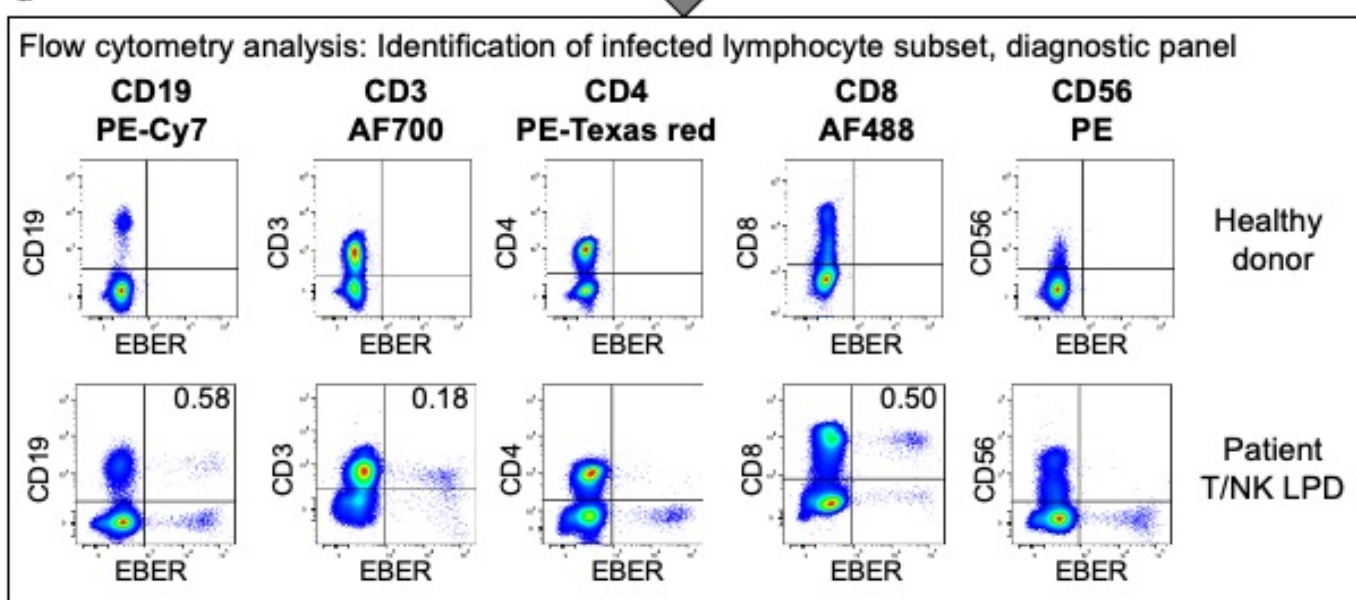 Flow cytometry analysis: Identification of infected lymphocyte subset, diagnostic panel
CD19 CD3 CD4 CD8 CD56
PE-Cy7 AF700 PE-Texas red AF488 PE
CD19 CD3 CD4 CD8 CD56
Healthy
donor
EBER EBER EBER EBER EBER
0.58 0.18 0.50
CD19 CD3 CD4 CD8 CD56
Patient
T/NK LPD
EBER EBER EBER EBER EBER